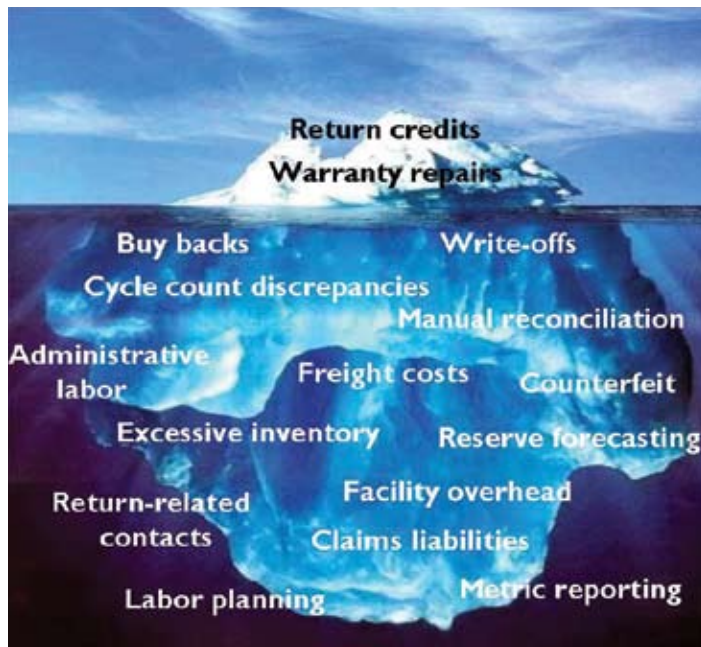 Return credits
Warranty repairs
Buy backs
Write-offs
Cycle count discrepancies
Manual reconciliation
Administrative
labor
Freight costs
Counterfeit
Excessive inventory
Reserve forecasting
Facility overhead
Return-related
contacts
Claims liabilities
Metric reporting
Labor planning